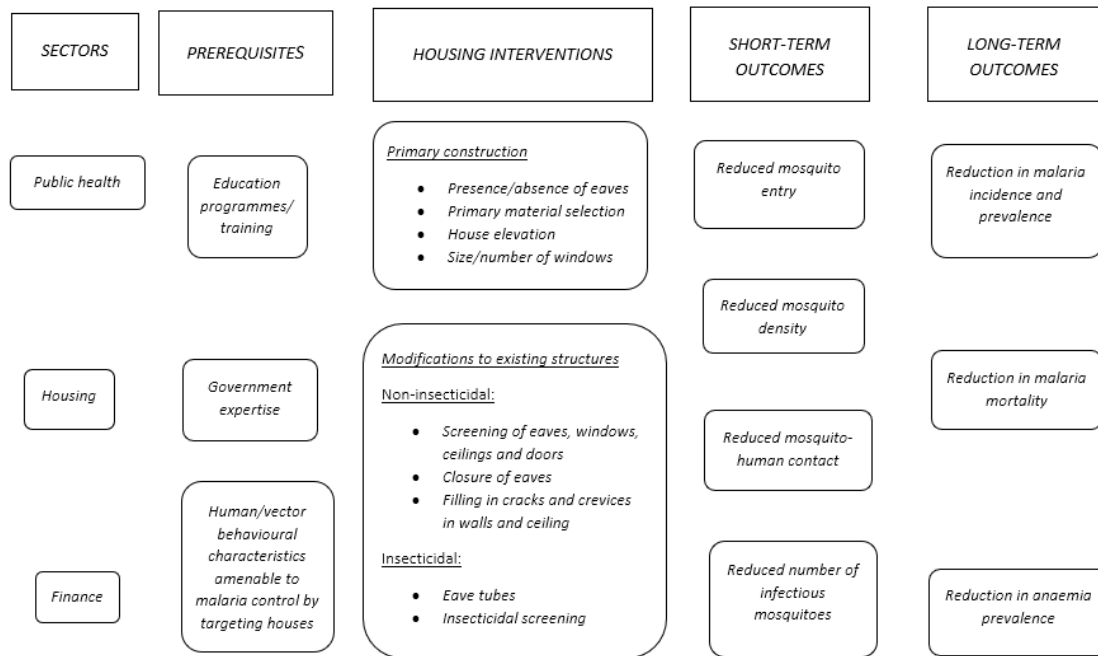 SECTORS
PREREQUISITES
HOUSING INTERVENTIONS
SHORT-TERM
OUTCOMES
LONG-TERM
OUTCOMES
Public health
Housing
Finance
Education
programmes/
training
Government
expertise
Human/vector
behavioural
characteristics
amenable to
malaria control by
targeting houses
Primary construction
• Presence/absence of eaves
• Primary material selection
• House elevation
• Size/number of windows
Modifications to existing structures
Non-insecticidal:
• Screening of eaves, windows,
ceilings and doors
• Closure of eaves
• Filling in cracks and crevices
in walls and ceiling
Insecticidal:
• Eave tubes
• Insecticidal screening
Reduced mosquito
entry
Reduced mosquito
density
Reduced mosquito-
human contact
Reduced number of
infectious
mosquitoes
Reduction in malaria
incidence and
prevalence
Reduction in malaria
mortality
Reduction in anaemia
prevalence